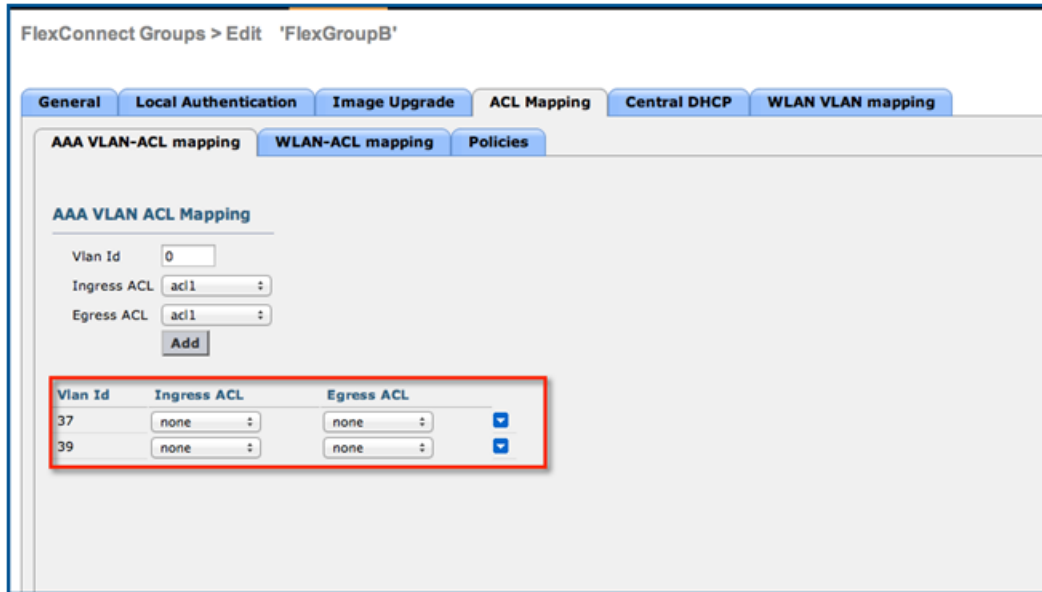 FlexConnect Groups > Edit 'FlexGroupB'
General Local Authentication Image Upgrade ACL Mapping Central DHCP WLAN VLAN mapping
AAA VLAN-ACL mapping WLAN-ACL mapping Policies
AAA VLAN ACL Mapping
Vlan Id 0
Ingress ACL acl1
Egress ACL acl1
Add
Vlan Id Ingress ACL Egress ACL
37 none none
39 none none